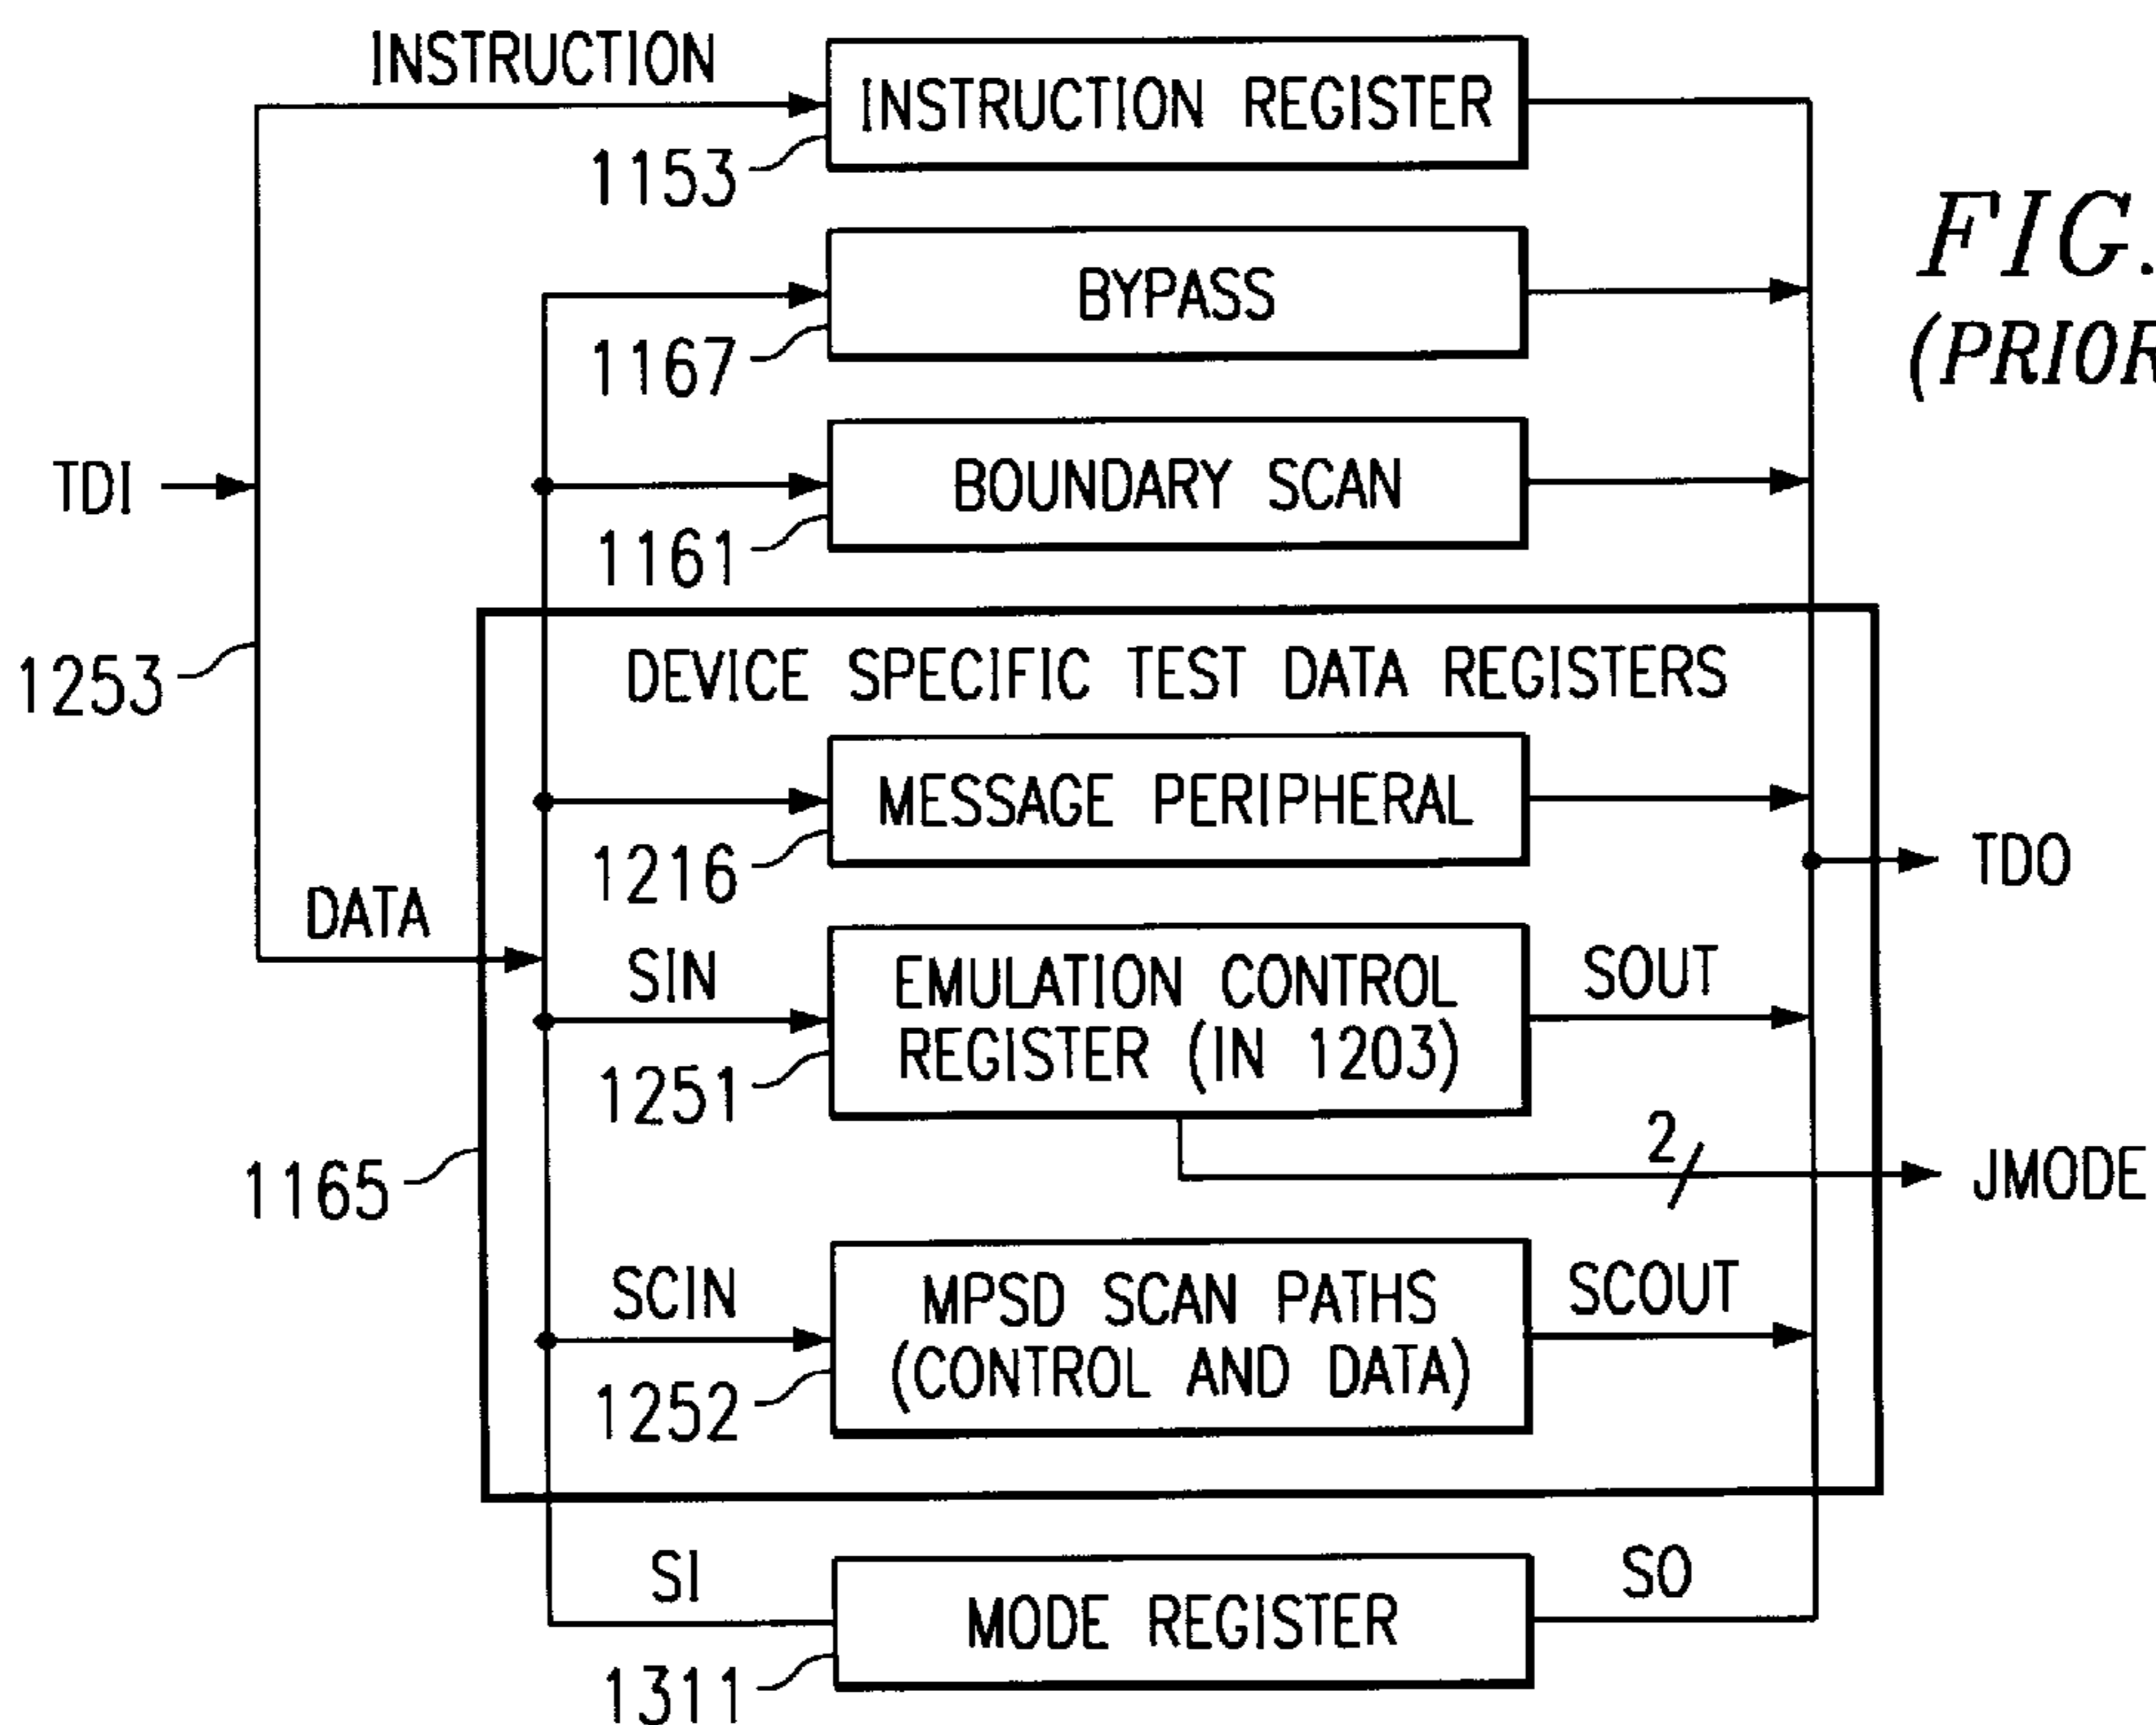 INSTRUCTION
INSTRUCTION REGISTER
1153
FIG.
(PRIOR
BYPASS
1167
TDI
BOUNDARY SCAN
1161
1253
DEVICE SPECIFIC TEST DATA REGISTERS
MESSAGE PERIPHERAL
1216
TDO
DATA
SIN
EMULATION CONTROL
REGISTER (IN 1203)
SOUT
1251
2
JMODE
1165
SCIN
MPSD SCAN PATHS
(CONTROL AND DATA)
SCOUT
1252
SI
MODE REGISTER
SO
1311